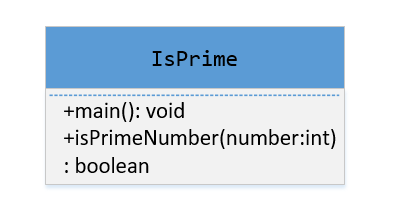 IsPrime
+main(): void
+isPrimeNumber(number:int)
: boolean